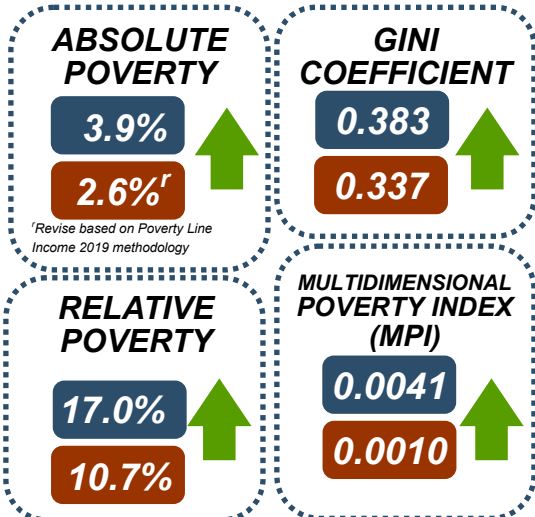 ABSOLUTE
POVERTY
3.9%
2.6%r
rRevise based on Poverty Line
Income 2019 methodology
GINI
COEFFICIENT
0.383
0.337
RELATIVE
POVERTY
17.0%
10.7%
MULTIDIMENSIONAL
POVERTY INDEX
(MPI)
0.0041
0.0010